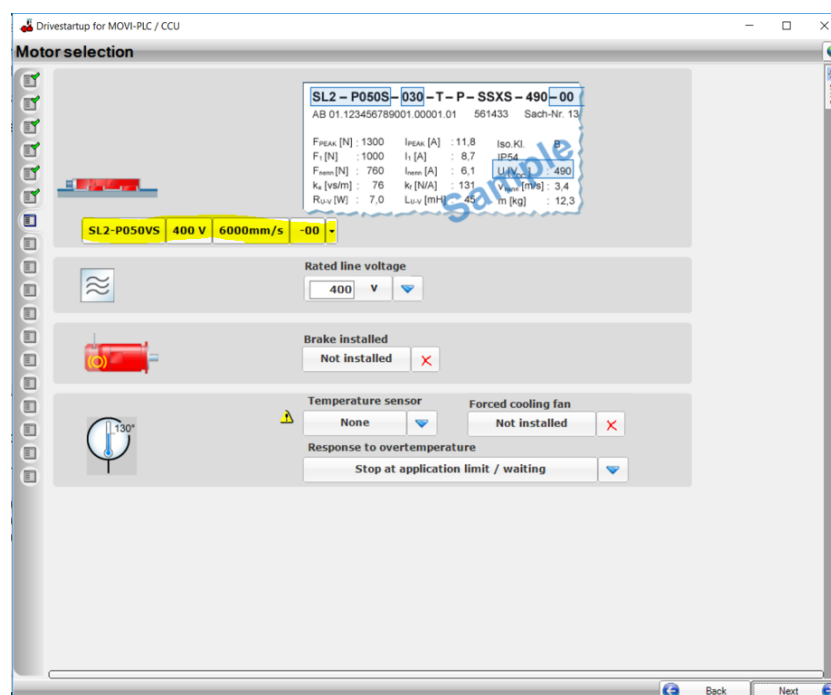 Drivestartup for MOVI-PLC / CCU
Motor selection
SL2 – P050S – 030 – T – P – SSXS – 490 – 00
AB 01.123456789001.00001.01 561433 Sach-Nr. 13
FPEAK [N] : 1300 IPEAK [A] : 11,8 Iso.Kl. B
F1 [N] : 1000 I1 [A] : 8,7 IP54
Fnenn [N] : 760 Inenn [A] : 6,1 U [VDC] : 490
ke [vs/m] : 76 kf [N/A] : 131 [m/s] : 3,4
RU-V [W] : 7,0 LU-V [mH] 45 m [kg] : 12,3
Sample
SL2-P050VS 400 V 6000mm/s -00
Rated line voltage
400 V
Brake installed
Not installed
Temperature sensor Forced cooling fan
None Not installed
130°
Response to overtemperature
Stop at application limit / waiting
Back Next